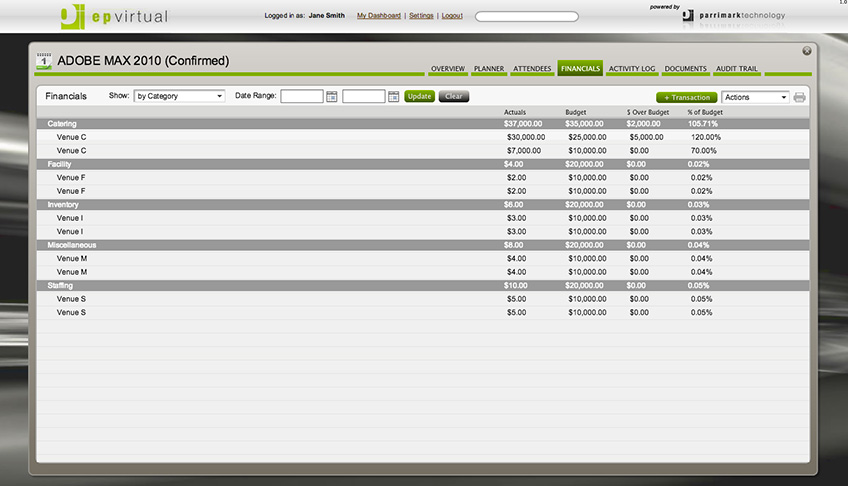 powered by
1.0
epvirtual
Logged in as: Jane Smith My Dashboard | Settings | Logout
parrimarktechnology
1 ADOBE MAX 2010 (Confirmed)
OVERVIEW PLANNER ATTENDEES FINANCIALS ACTIVITY LOG DOCUMENTS AUDIT TRAIL
Financials Show: by Category Date Range: Update Clear + Transaction Actions
Actuals Budget $ Over Budget % of Budget
Catering $37,000.00 $35,000.00 $2,000.00 105.71%
Venue C $30,000.00 $25,000.00 $5,000.00 120.00%
Venue C $7,000.00 $10,000.00 $0.00 70.00%
Facility $4.00 $20,000.00 $0.00 0.02%
Venue F $2.00 $10,000.00 $0.00 0.02%
Venue F $2.00 $10,000.00 $0.00 0.02%
Inventory $6.00 $20,000.00 $0.00 0.03%
Venue I $3.00 $10,000.00 $0.00 0.03%
Venue I $3.00 $10,000.00 $0.00 0.03%
Miscellaneous $8.00 $20,000.00 $0.00 0.04%
Venue M $4.00 $10,000.00 $0.00 0.04%
Venue M $4.00 $10,000.00 $0.00 0.04%
Staffing $10.00 $20,000.00 $0.00 0.05%
Venue S $5.00 $10,000.00 $0.00 0.05%
Venue S $5.00 $10,000.00 $0.00 0.05%